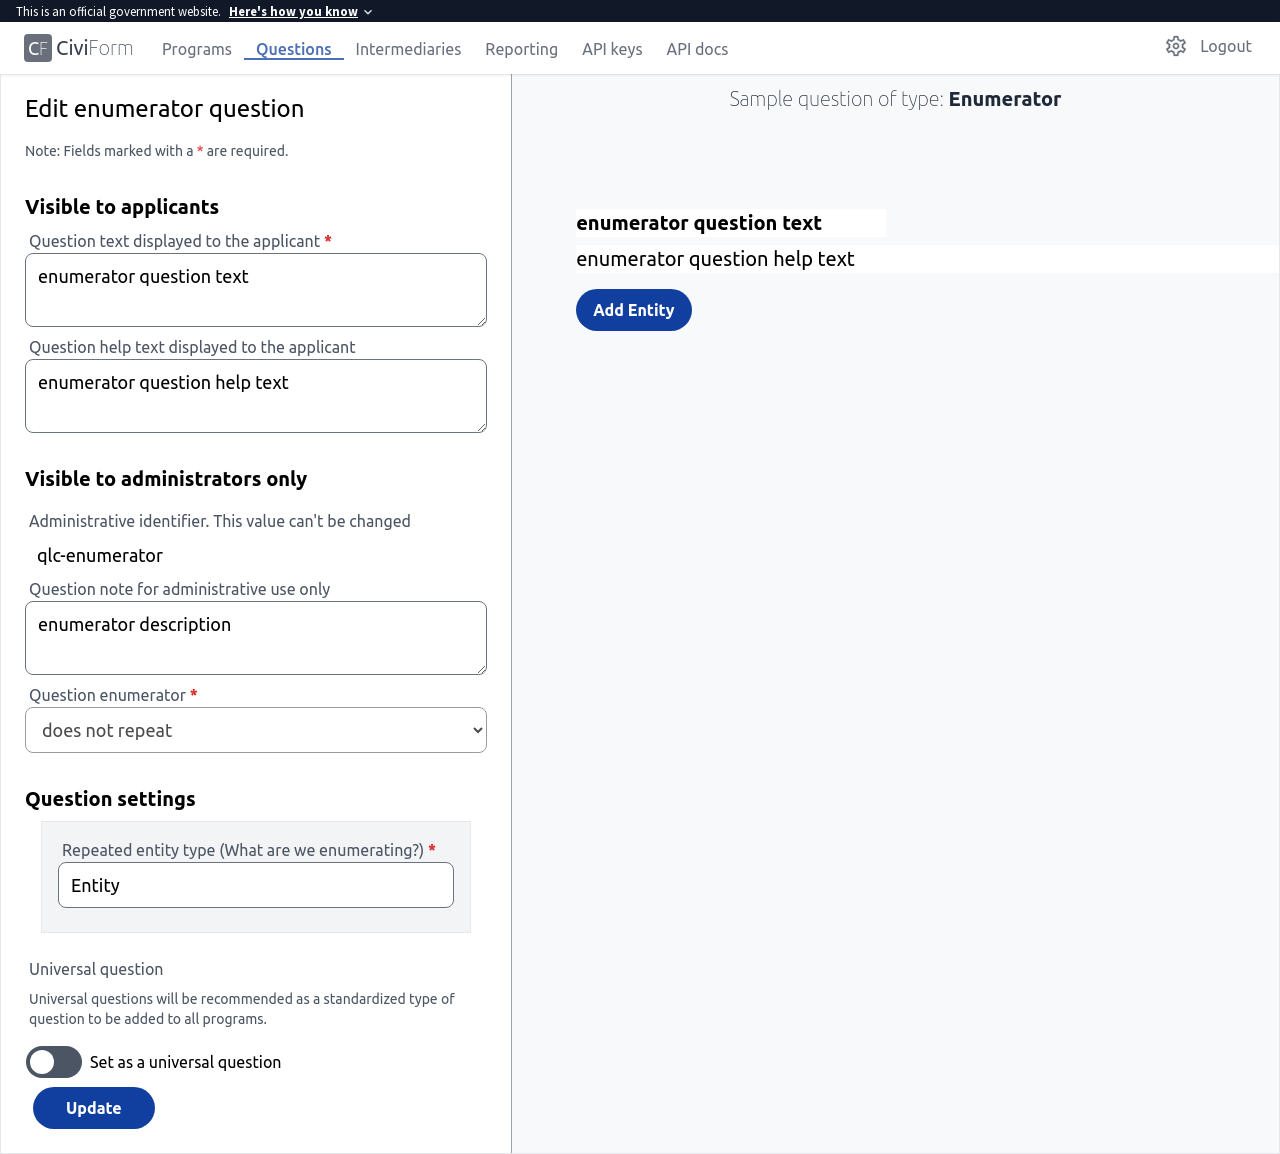 This is an official government website. Here's how you know
CF CiviForm Programs Questions Intermediaries Reporting API keys API docs Logout
Edit enumerator question
Note: Fields marked with a * are required.
Visible to applicants
Question text displayed to the applicant *
enumerator question text
Question help text displayed to the applicant
enumerator question help text
Visible to administrators only
Administrative identifier. This value can't be changed
qlc-enumerator
Question note for administrative use only
enumerator description
Question enumerator *
does not repeat
Question settings
Repeated entity type (What are we enumerating?) *
Entity
Universal question
Universal questions will be recommended as a standardized type of
question to be added to all programs.
Set as a universal question
Update
Sample question of type: Enumerator
enumerator question text
enumerator question help text
Add Entity